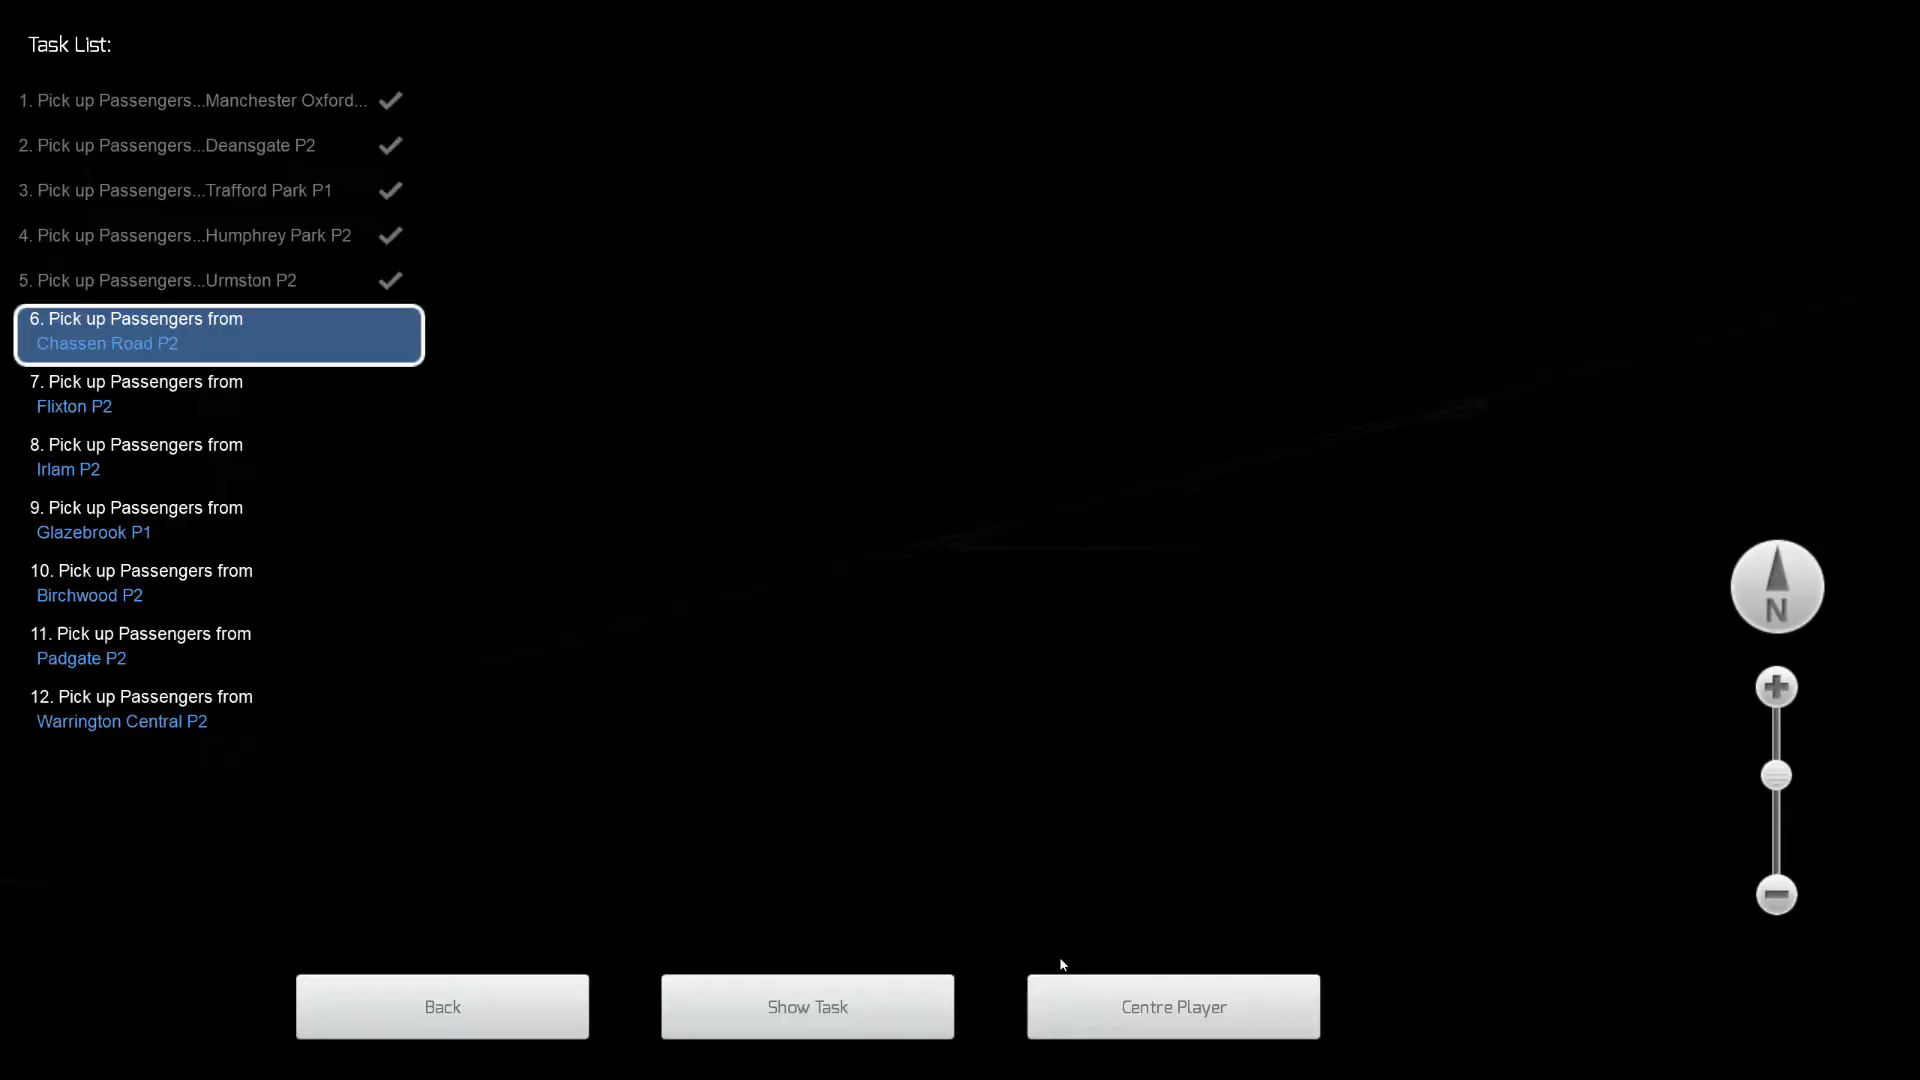 Task List:
1. Pick up Passengers...Manchester Oxford...
2. Pick up Passengers...Deansgate P2
3. Pick up Passengers...Trafford Park P1
4. Pick up Passengers...Humphrey Park P2
5. Pick up Passengers...Urmston P2
6. Pick up Passengers from
Chassen Road P2
7. Pick up Passengers from
Flixton P2
8. Pick up Passengers from
Irlam P2
9. Pick up Passengers from
Glazebrook P1
10. Pick up Passengers from
Birchwood P2
11. Pick up Passengers from
Padgate P2
12. Pick up Passengers from
Warrington Central P2
N
Back
Show Task
Centre Player